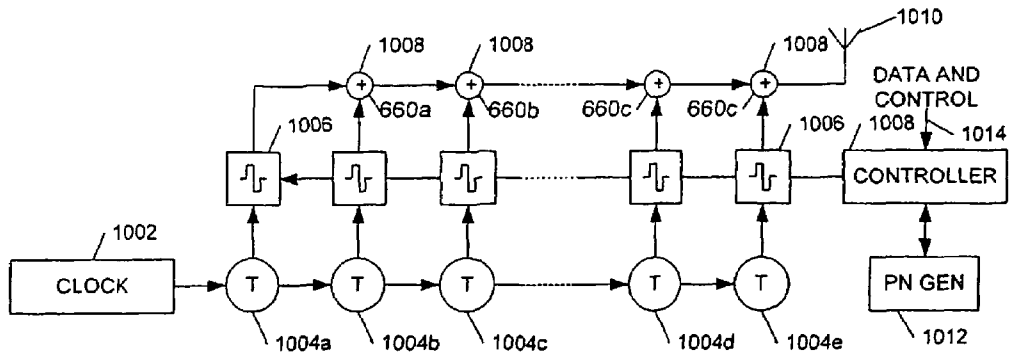 1008
1008
1008
1010
DATA AND
CONTROL
660a
660b
660c
660c
1006
1006
1008
1014
CONTROLLER
1002
CLOCK
T
T
T
T
T
PN GEN
1004a
1004b
1004c
1004d
1004e
1012